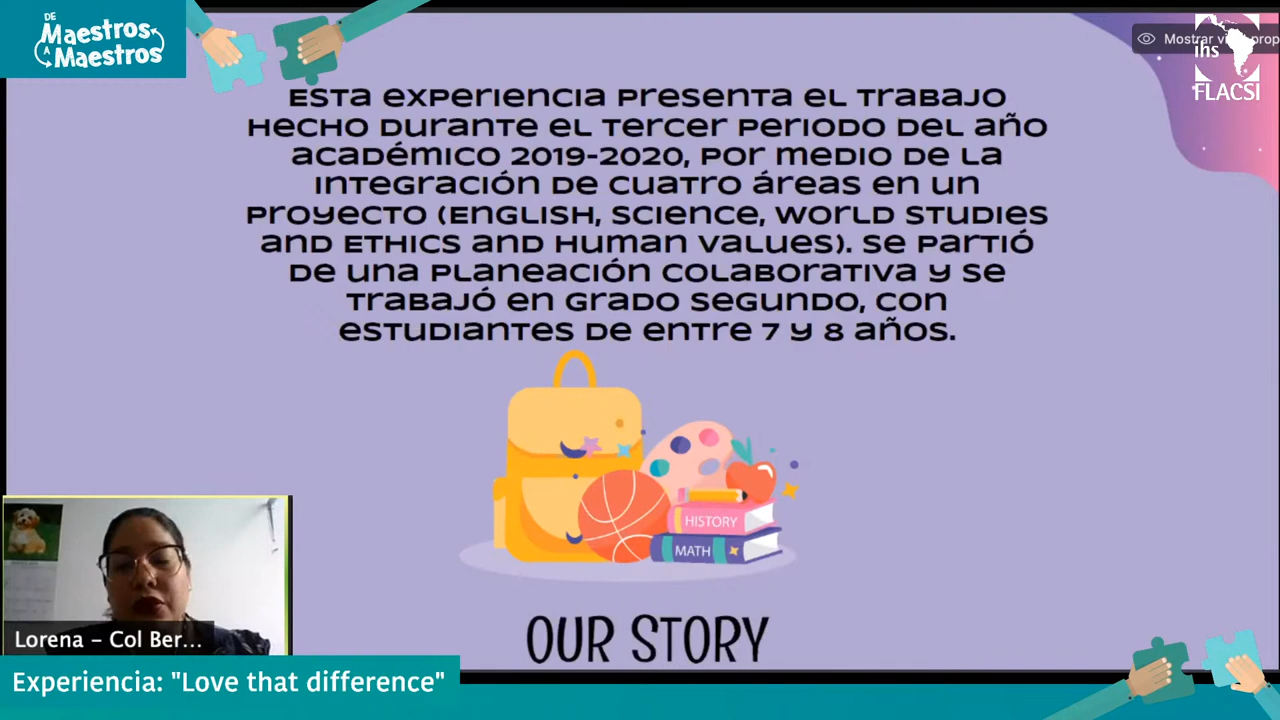 DE
Maestros
A
Maestros
Mostrar
ihs
FLACSI
Esta experiencia presenta el trabajo
hecho durante el tercer periodo del año
académico 2019-2020, por medio de la
integración de cuatro áreas en un
proyecto (English, Science, World Studies
and Ethics and Human Values). Se partió
de una planeación colaborativa y se
trabajó en grado segundo, con
estudiantes de entre 7 y 8 años.
HISTORY
MATH
OUR STORY
Lorena – Col Ber...
Experiencia: "Love that difference"